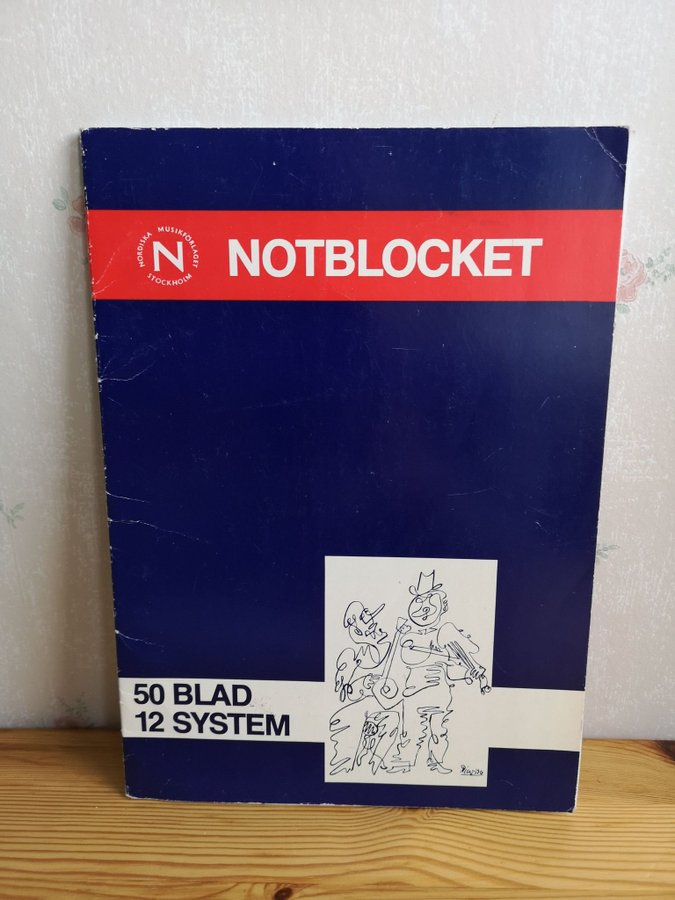 NORDISKA MUSIKFÖRLAGET
STOCKHOLM
N
NOTBLOCKET
50 BLAD
12 SYSTEM